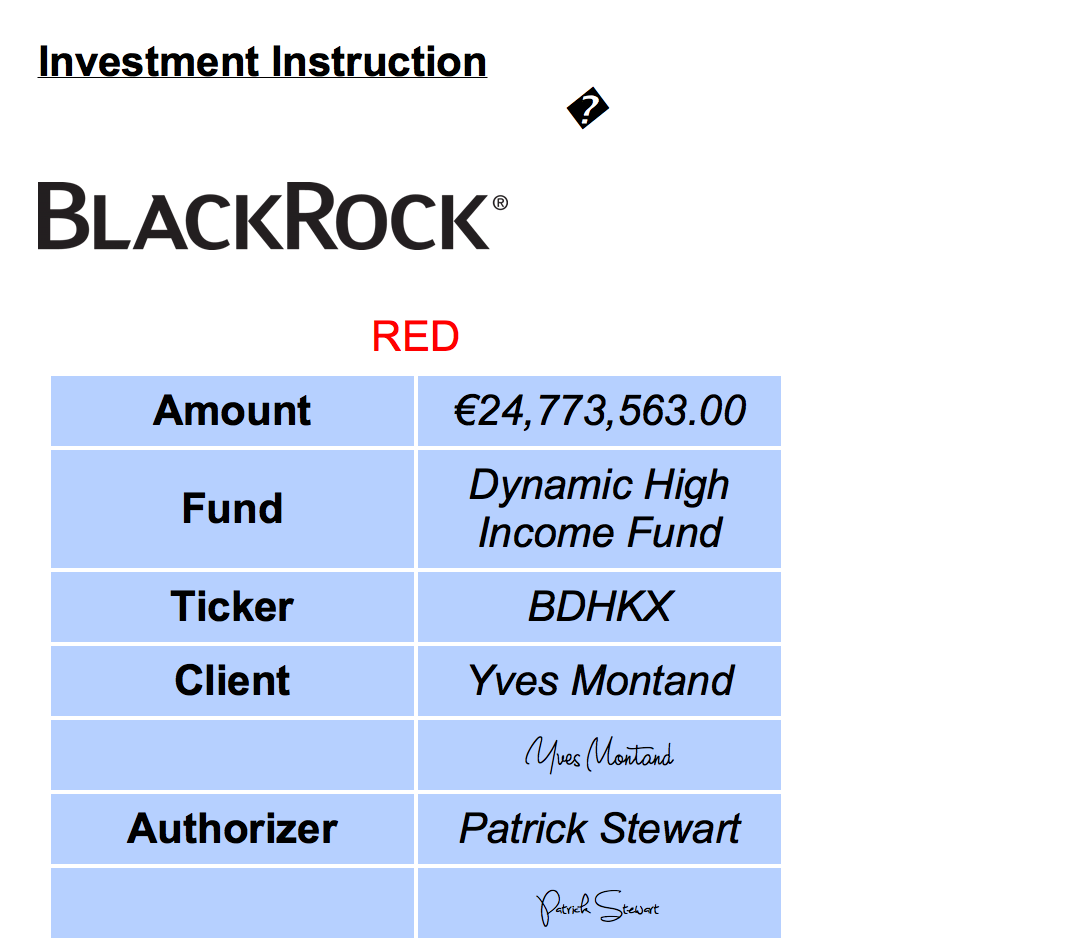 Investment Instruction
�
BLACKROCK®
RED
Amount €24,773,563.00
Fund Dynamic High
Income Fund
Ticker BDHKX
Client Yves Montand
Yves Montand
Authorizer Patrick Stewart
Patrick Stewart